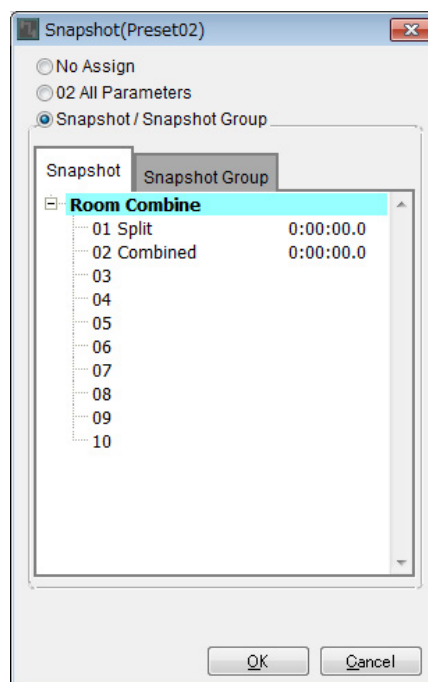 Snapshot(Preset02)
No Assign
02 All Parameters
Snapshot / Snapshot Group
Snapshot Snapshot Group
Room Combine
01 Split 0:00:00.0
02 Combined 0:00:00.0
03
04
05
06
07
08
09
10
OK Cancel